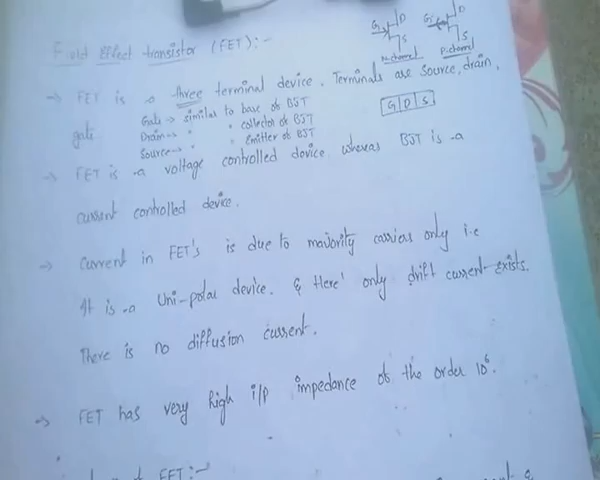 G D G D
S S
N-channel P-channel
Field Effect transistor (FET):-
→ FET is a three terminal device. Terminals are source, drain,
gate
Gate → similar to base of BJT
Drain → " " collector of BJT
Source → " " Emitter of BJT
G D S
→ FET is a voltage controlled device whereas BJT is a
current controlled device.
→ Current in FET's is due to majority carriers only i.e
It is a Uni-polar device. & Here' only drift current exists.
There is no diffusion current.
→ FET has very high i/p impedance of the order 10⁶.
FET:-